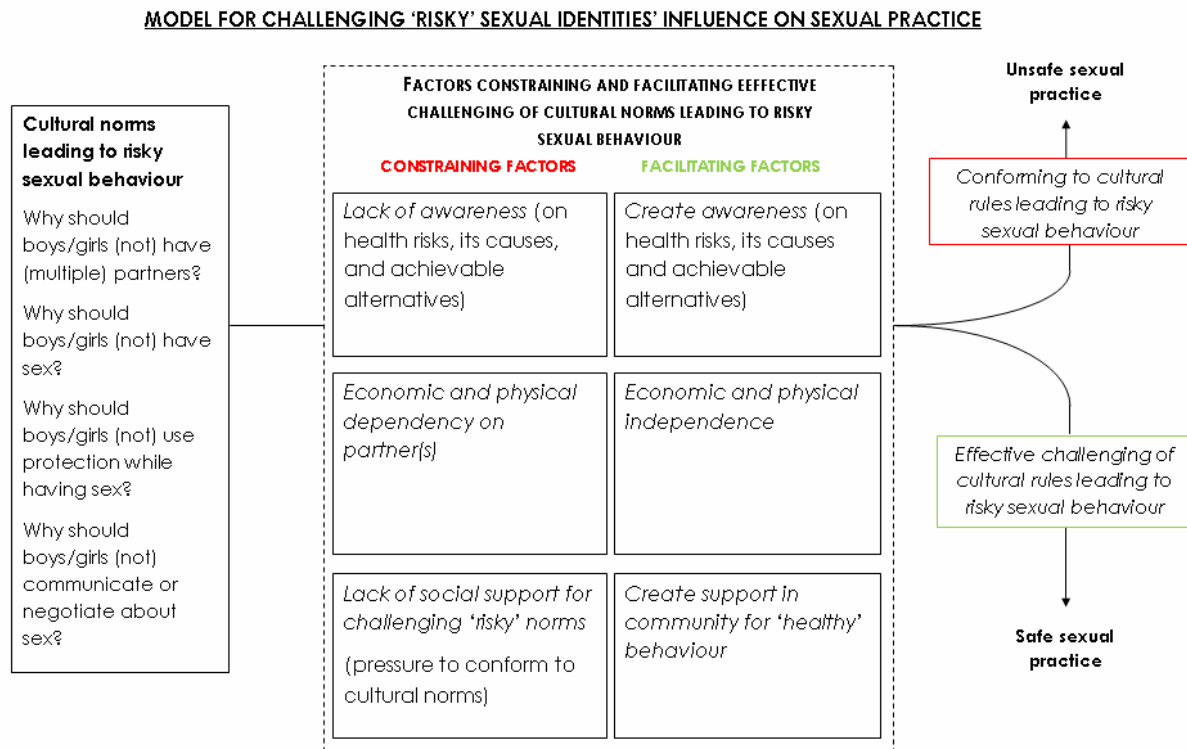 MODEL FOR CHALLENGING ‘RISKY’ SEXUAL IDENTITIES’ INFLUENCE ON SEXUAL PRACTICE
Cultural norms
leading to risky
sexual behaviour
Why should
boys/girls (not) have
(multiple) partners?
Why should
boys/girls (not) have
sex?
Why should
boys/girls (not) use
protection while
having sex?
Why should
boys/girls (not)
communicate or
negotiate about
sex?
FACTORS CONSTRAINING AND FACILITATING EEFFECTIVE
CHALLENGING OF CULTURAL NORMS LEADING TO RISKY
SEXUAL BEHAVIOUR
CONSTRAINING FACTORS
FACILITATING FACTORS
Lack of awareness (on
health risks, its causes,
and achievable
alternatives)
Create awareness (on
health risks, its causes
and achievable
alternatives)
Economic and physical
dependency on
partner(s)
Economic and physical
independence
Lack of social support for
challenging ‘risky’ norms
(pressure to conform to
cultural norms)
Create support in
community for ‘healthy’
behaviour
Unsafe sexual
practice
Conforming to cultural
rules leading to risky
sexual behaviour
Effective challenging of
cultural rules leading to
risky sexual behaviour
Safe sexual
practice